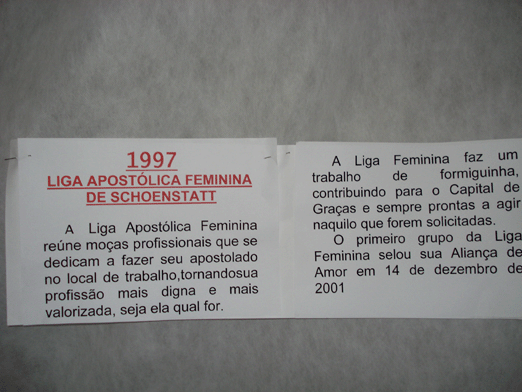 1997
LIGA APOSTÓLICA FEMININA
DE SCHOENSTATT
A Liga Apostólica Feminina
reúne moças profissionais que se
dedicam a fazer seu apostolado
no local de trabalho,tornandosua
profissão mais digna e mais
valorizada, seja ela qual for.
A Liga Feminina faz um
trabalho de formiguinha,
contribuindo para o Capital de
Graças e sempre prontas a agir
naquilo que forem solicitadas.
O primeiro grupo da Liga
Feminina selou sua Aliança de
Amor em 14 de dezembro de
2001